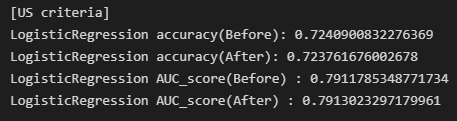 [US criteria]
LogisticRegression accuracy(Before): 0.7240900832276369
LogisticRegression accuracy(After): 0.723761676002678
LogisticRegression AUC_score(Before) : 0.7911785348771734
LogisticRegression AUC_score(After) : 0.7913023297179961